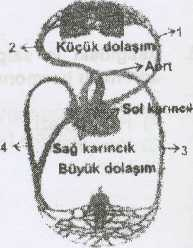 1
2 Küçük dolaşım
Aort
Sol karıncık
4 Sağ karıncık 3
Büyük dolaşım